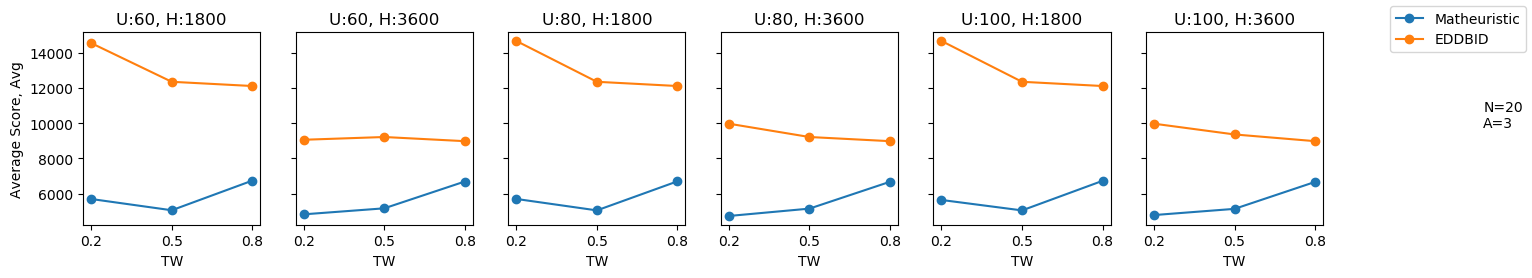 U:60, H:1800
U:60, H:3600
U:80, H:1800
U:80, H:3600
U:100, H:1800
U:100, H:3600
Matheuristic
EDDBID
N=20
A=3
Average Score, Avg
14000
12000
10000
8000
6000
0.2 0.5 0.8
0.2 0.5 0.8
0.2 0.5 0.8
0.2 0.5 0.8
0.2 0.5 0.8
0.2 0.5 0.8
TW
TW
TW
TW
TW
TW